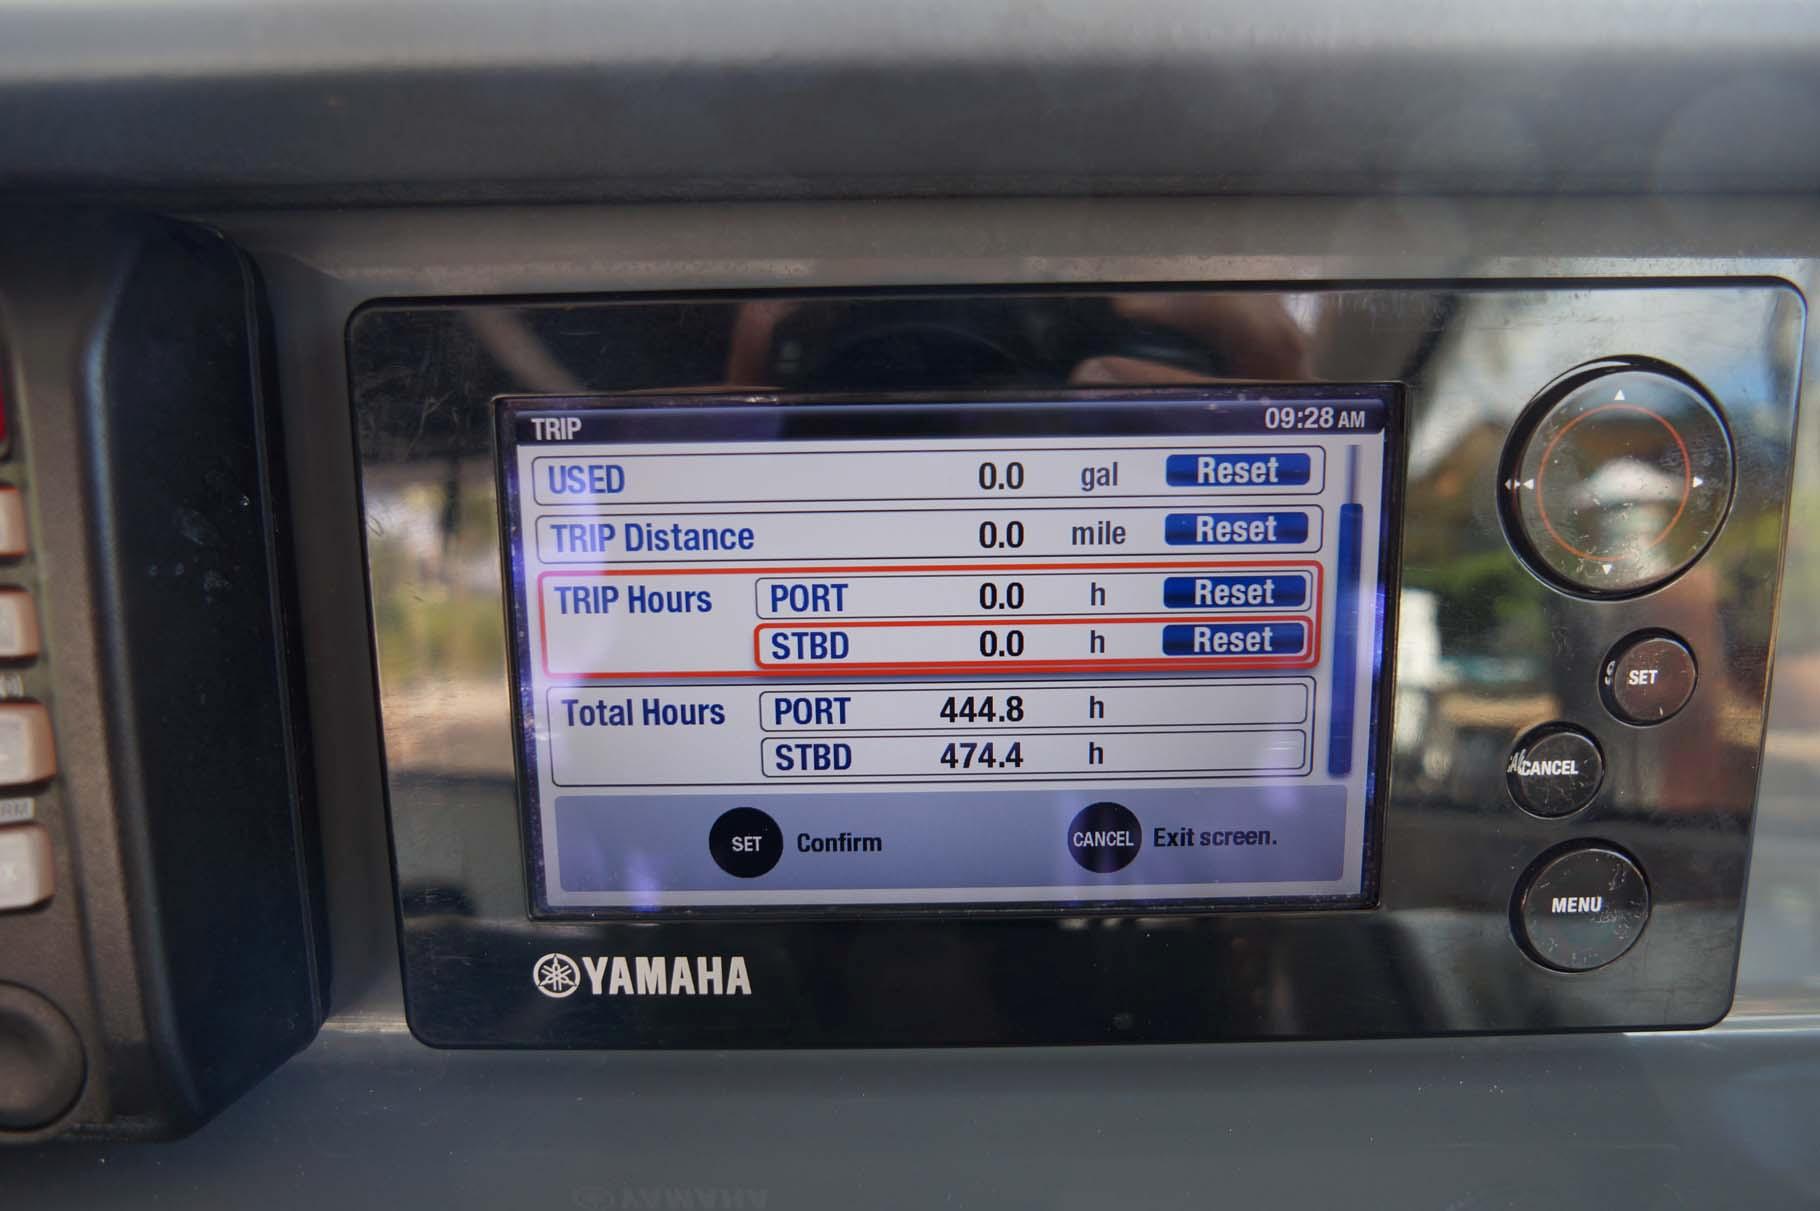 TRIP 09:28 AM
USED 0.0 gal Reset
TRIP Distance 0.0 mile Reset
TRIP Hours PORT 0.0 h Reset
STBD 0.0 h Reset
Total Hours PORT 444.8 h
STBD 474.4 h
SET Confirm CANCEL Exit screen.
SET
CANCEL
MENU
YAMAHA